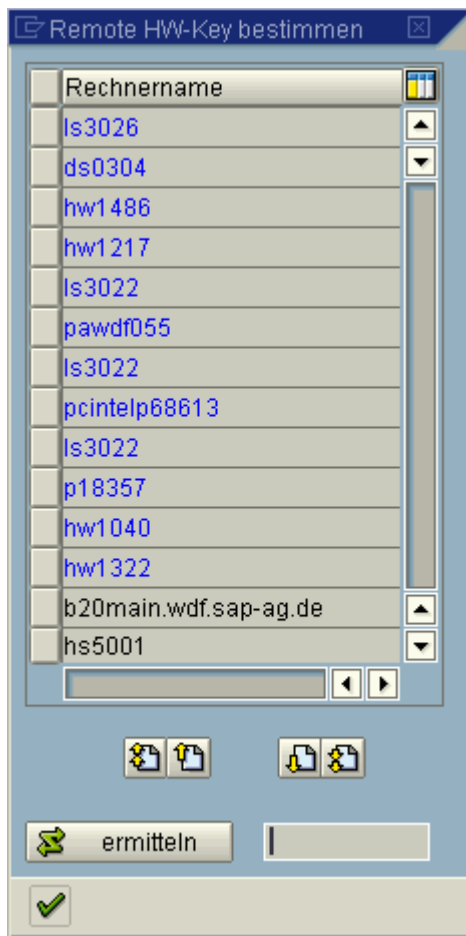 Remote HW-Key bestimmen
Rechnername
ls3026
ds0304
hw1486
hw1217
ls3022
pawdf055
ls3022
pcintelp68613
ls3022
p18357
hw1040
hw1322
b20main.wdf.sap-ag.de
hs5001
ermitteln